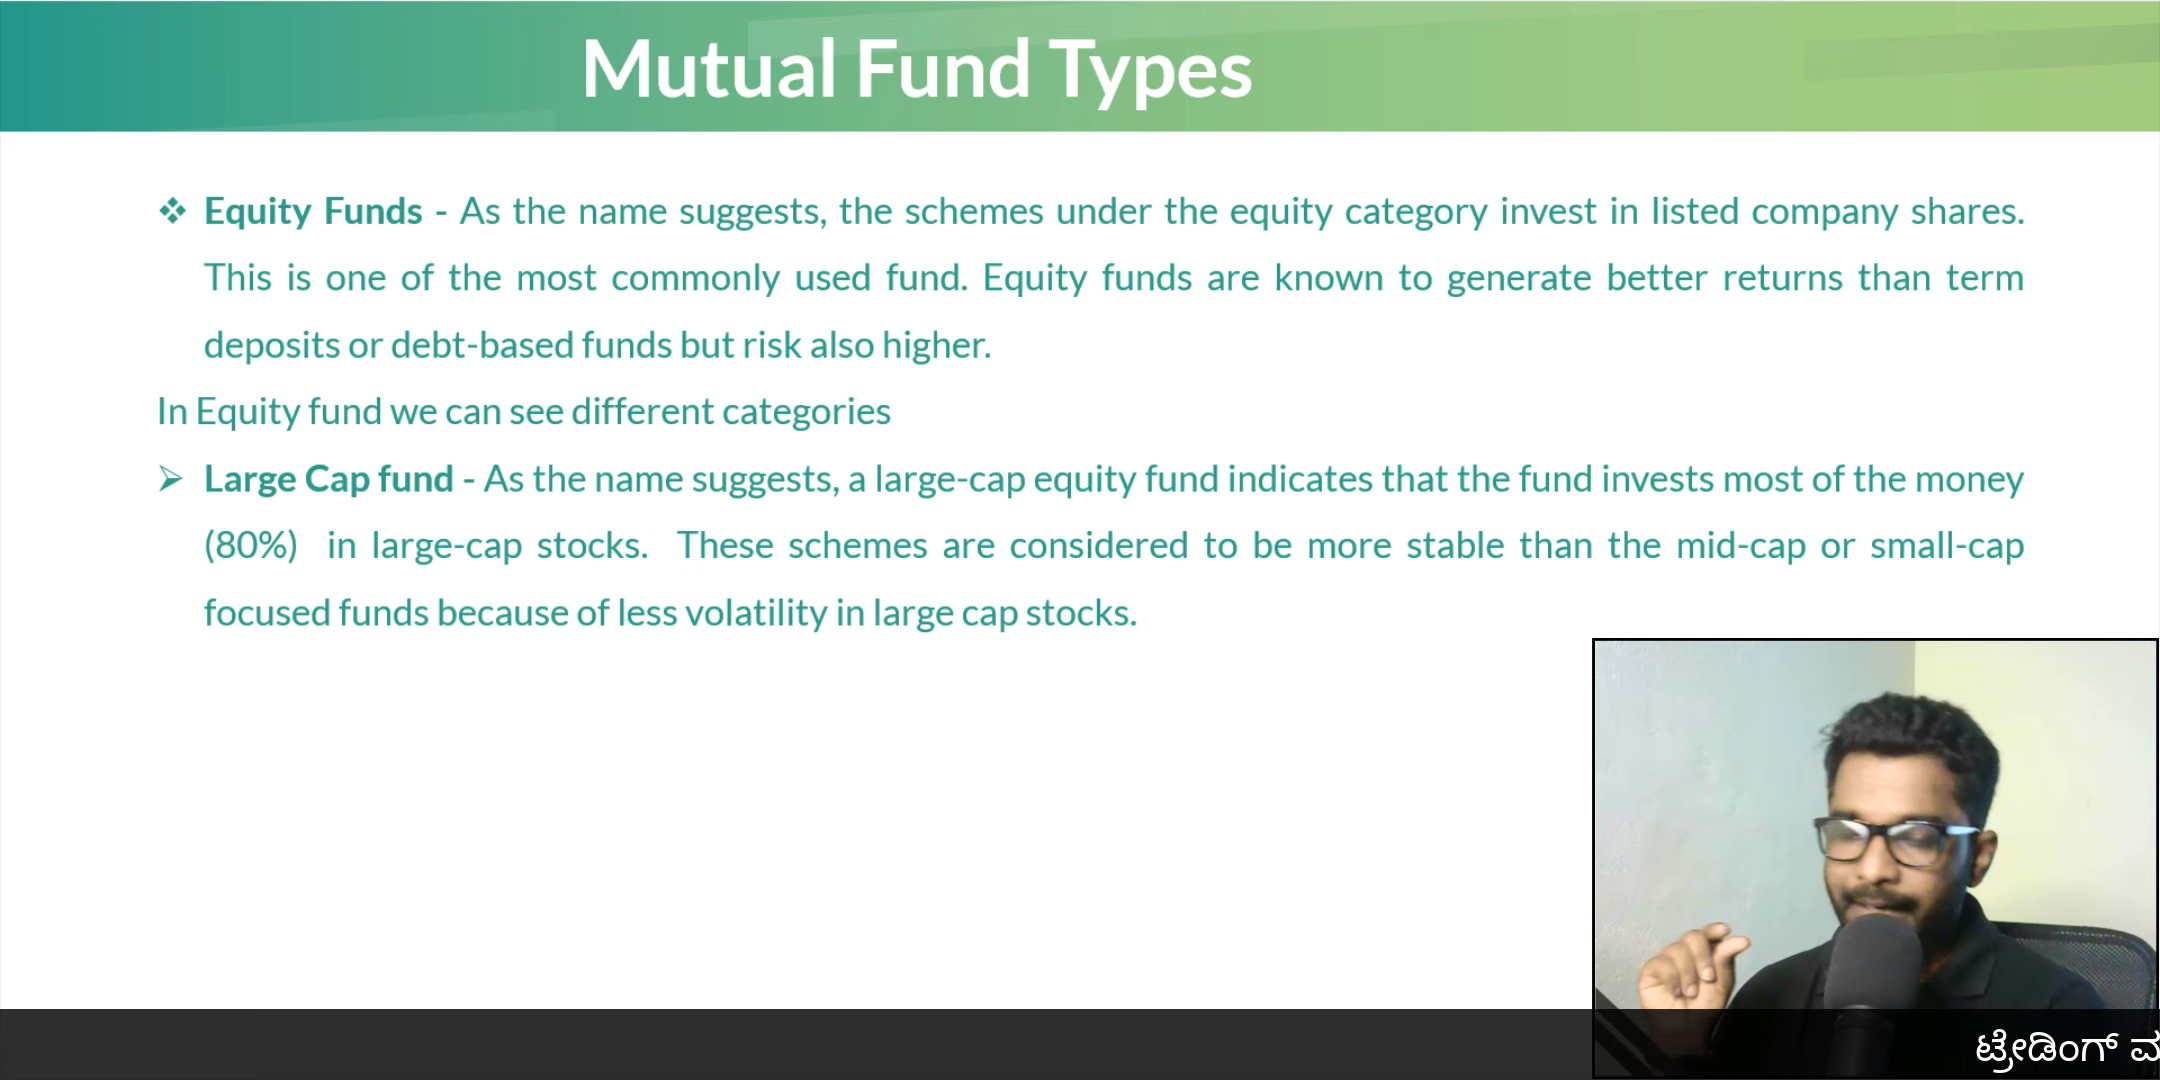 Mutual Fund Types
❖ Equity Funds - As the name suggests, the schemes under the equity category invest in listed company shares.
This is one of the most commonly used fund. Equity funds are known to generate better returns than term
deposits or debt-based funds but risk also higher.
In Equity fund we can see different categories
➢ Large Cap fund - As the name suggests, a large-cap equity fund indicates that the fund invests most of the money
(80%) in large-cap stocks. These schemes are considered to be more stable than the mid-cap or small-cap
focused funds because of less volatility in large cap stocks.
ಟ್ರೇಡಿಂಗ್